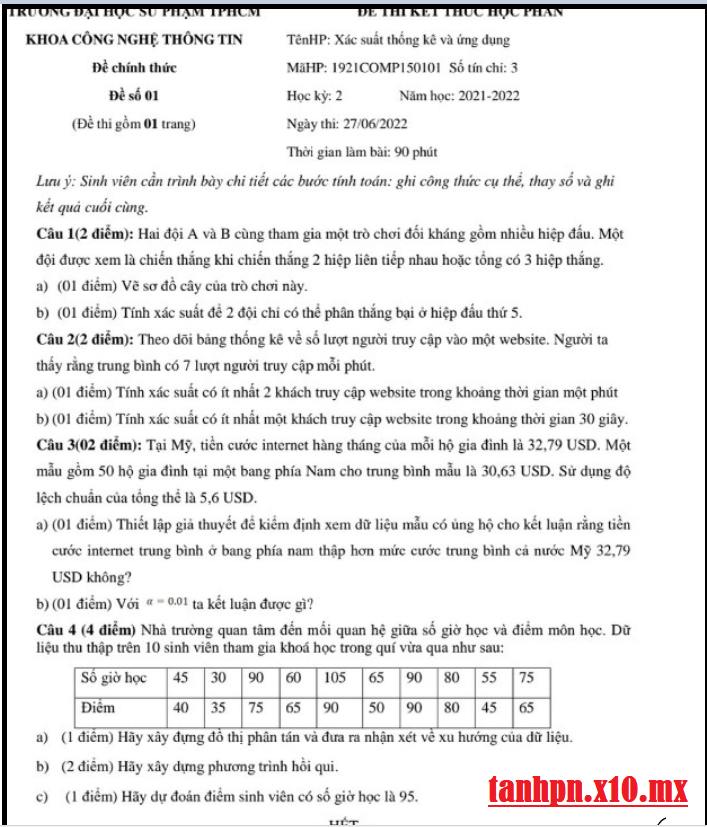 TRƯỜNG ĐẠI HỌC SƯ PHẠM TPHCM ĐỀ THI KẾT THÚC HỌC PHẦN
KHOA CÔNG NGHỆ THÔNG TIN TênHP: Xác suất thống kê và ứng dụng
Đề chính thức MãHP: 1921COMP150101 Số tín chỉ: 3
Đề số 01 Học kỳ: 2 Năm học: 2021-2022
(Đề thi gồm 01 trang) Ngày thi: 27/06/2022
Thời gian làm bài: 90 phút
Lưu ý: Sinh viên cần trình bày chi tiết các bước tính toán: ghi công thức cụ thể, thay số và ghi
kết quả cuối cùng.
Câu 1(2 điểm): Hai đội A và B cùng tham gia một trò chơi đối kháng gồm nhiều hiệp đấu. Một
đội được xem là chiến thắng khi chiến thắng 2 hiệp liên tiếp nhau hoặc tổng có 3 hiệp thắng.
a) (01 điểm) Vẽ sơ đồ cây của trò chơi này.
b) (01 điểm) Tính xác suất để 2 đội chỉ có thể phân thắng bại ở hiệp đấu thứ 5.
Câu 2(2 điểm): Theo dõi bảng thống kê về số lượt người truy cập vào một website. Người ta
thấy rằng trung bình có 7 lượt người truy cập mỗi phút.
a) (01 điểm) Tính xác suất có ít nhất 2 khách truy cập website trong khoảng thời gian một phút
b) (01 điểm) Tính xác suất có ít nhất một khách truy cập website trong khoảng thời gian 30 giây.
Câu 3(02 điểm): Tại Mỹ, tiền cước internet hàng tháng của mỗi hộ gia đình là 32,79 USD. Một
mẫu gồm 50 hộ gia đình tại một bang phía Nam cho trung bình mẫu là 30,63 USD. Sử dụng độ
lệch chuẩn của tổng thể là 5,6 USD.
a) (01 điểm) Thiết lập giả thuyết để kiểm định xem dữ liệu mẫu có ủng hộ cho kết luận rằng tiền
cước internet trung bình ở bang phía nam thập hơn mức cước trung bình cả nước Mỹ 32,79
USD không?
b) (01 điểm) Với α = 0.01 ta kết luận được gì?
Câu 4 (4 điểm) Nhà trường quan tâm đến mối quan hệ giữa số giờ học và điểm môn học. Dữ
liệu thu thập trên 10 sinh viên tham gia khoá học trong quí vừa qua như sau:
Số giờ học 45 30 90 60 105 65 90 80 55 75
Điểm 40 35 75 65 90 50 90 80 45 65
a) (1 điểm) Hãy xây dựng đồ thị phân tán và đưa ra nhận xét về xu hướng của dữ liệu.
b) (2 điểm) Hãy xây dựng phương trình hồi qui.
c) (1 điểm) Hãy dự đoán điểm sinh viên có số giờ học là 95.
tanhpn.x10.mx
HẾT